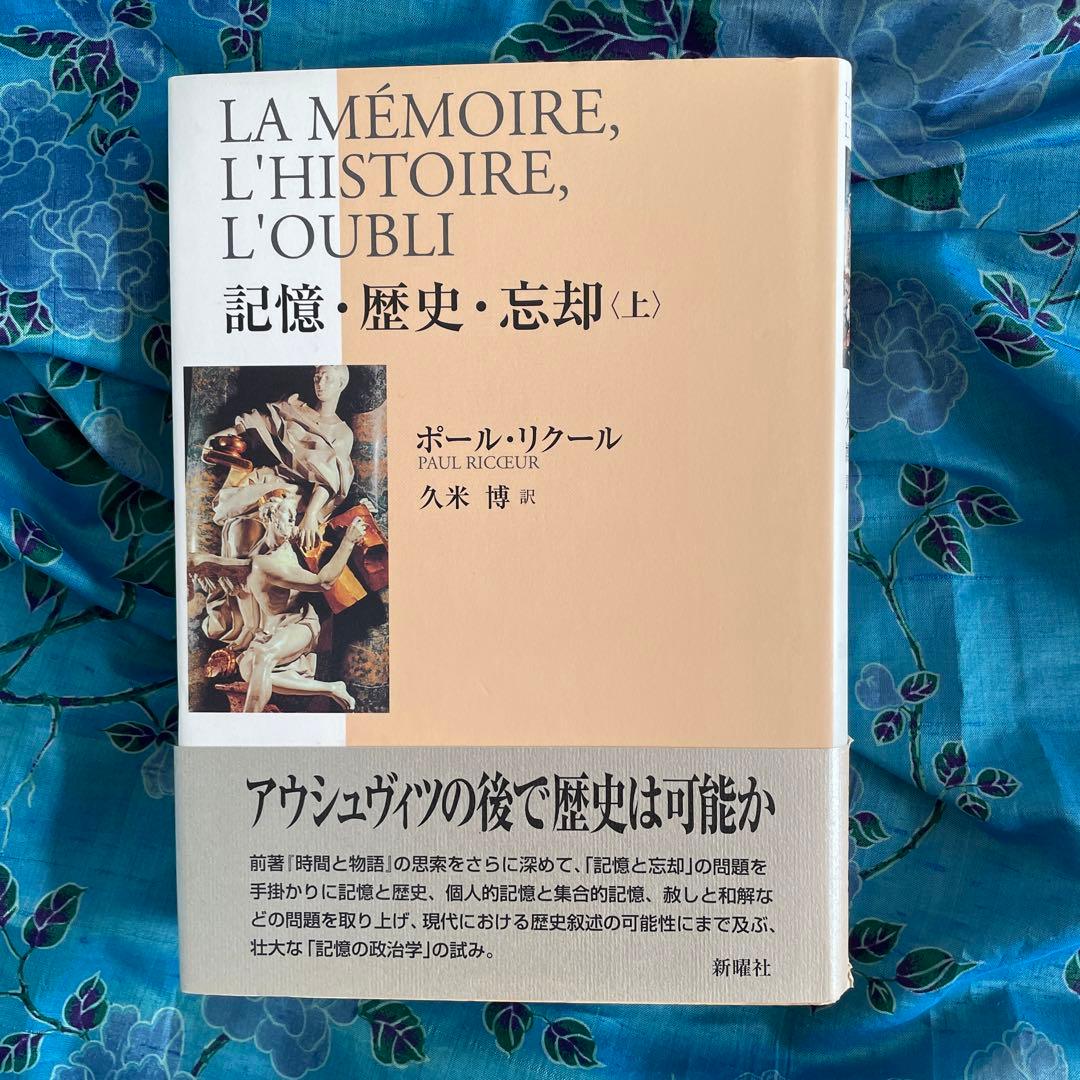 LA MÉMOIRE,
L'HISTOIRE,
L'OUBLI
記憶・歴史・忘却〈上〉
ポール・リクール
PAUL RICŒUR
久米 博 訳
アウシュヴィツの後で歴史は可能か
前著『時間と物語』の思索をさらに深めて、「記憶と忘却」の問題を
手掛かりに記憶と歴史、個人的記憶と集合的記憶、赦しと和解な
どの問題を取り上げ、現代における歴史叙述の可能性にまで及ぶ、
壮大な「記憶の政治学」の試み。
新曜社